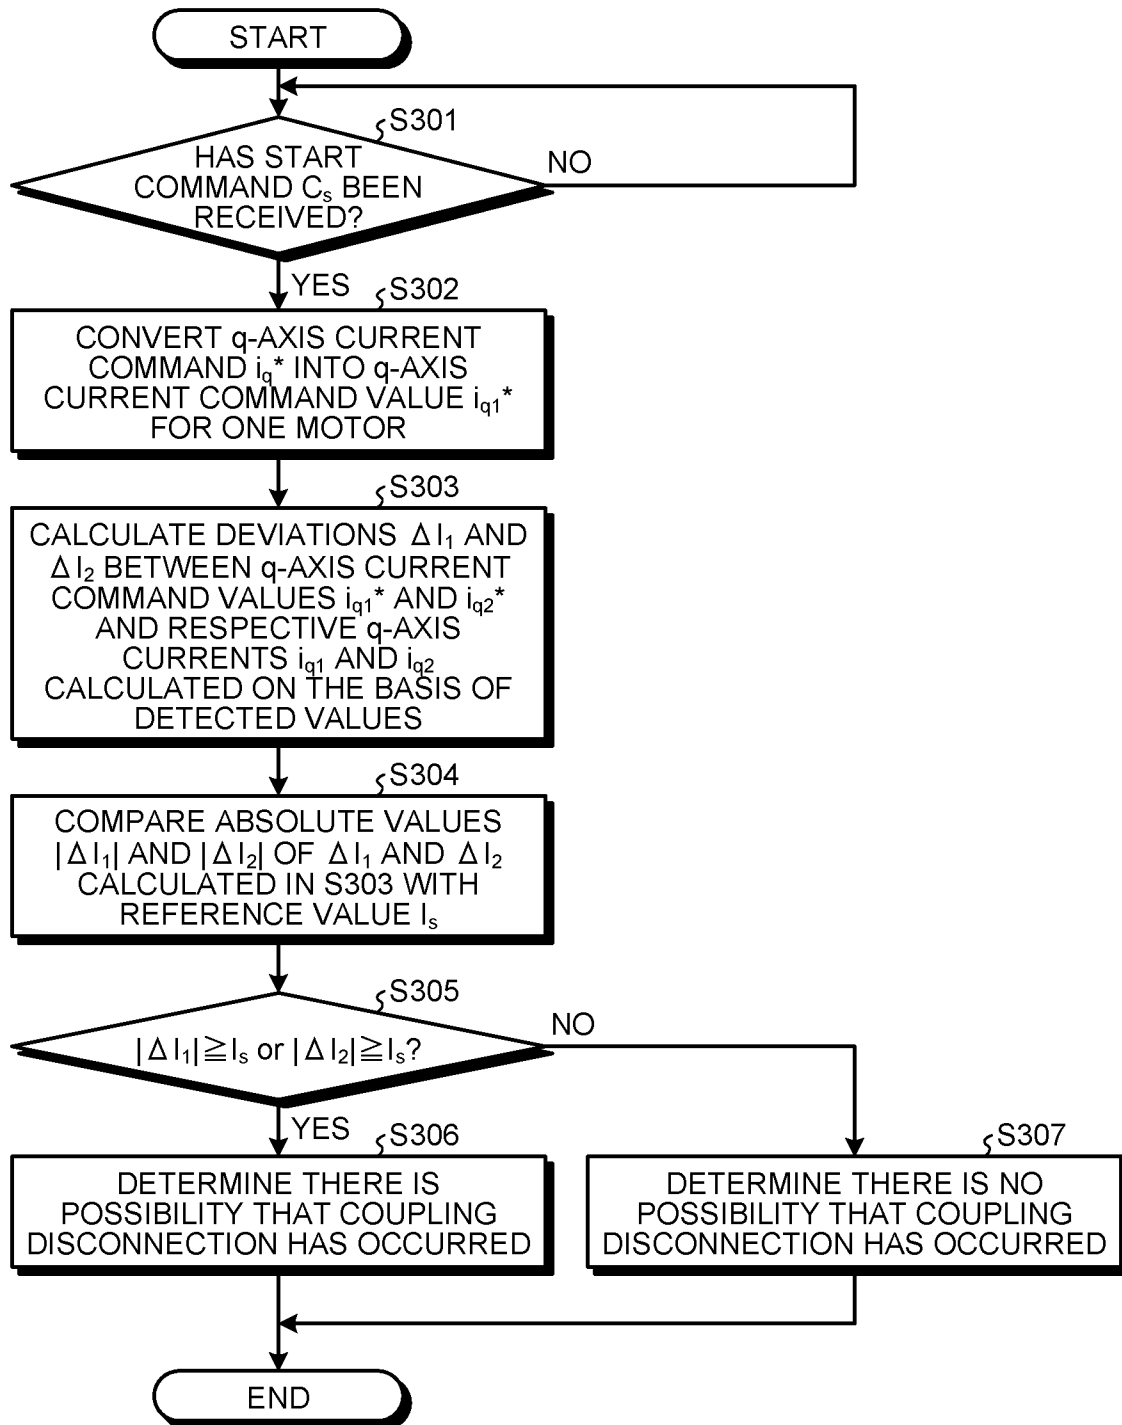 START
S301
HAS START
COMMAND Cs BEEN
RECEIVED?
NO
YES
S302
CONVERT q-AXIS CURRENT
COMMAND iq* INTO q-AXIS
CURRENT COMMAND VALUE iq1*
FOR ONE MOTOR
S303
CALCULATE DEVIATIONS ΔI1 AND
ΔI2 BETWEEN q-AXIS CURRENT
COMMAND VALUES iq1* AND iq2*
AND RESPECTIVE q-AXIS
CURRENTS iq1 AND iq2
CALCULATED ON THE BASIS OF
DETECTED VALUES
S304
COMPARE ABSOLUTE VALUES
|ΔI1| AND |ΔI2| OF ΔI1 AND ΔI2
CALCULATED IN S303 WITH
REFERENCE VALUE Is
S305
|ΔI1|≧Is or |ΔI2|≧Is?
NO
YES
S306
DETERMINE THERE IS
POSSIBILITY THAT COUPLING
DISCONNECTION HAS OCCURRED
S307
DETERMINE THERE IS NO
POSSIBILITY THAT COUPLING
DISCONNECTION HAS OCCURRED
END